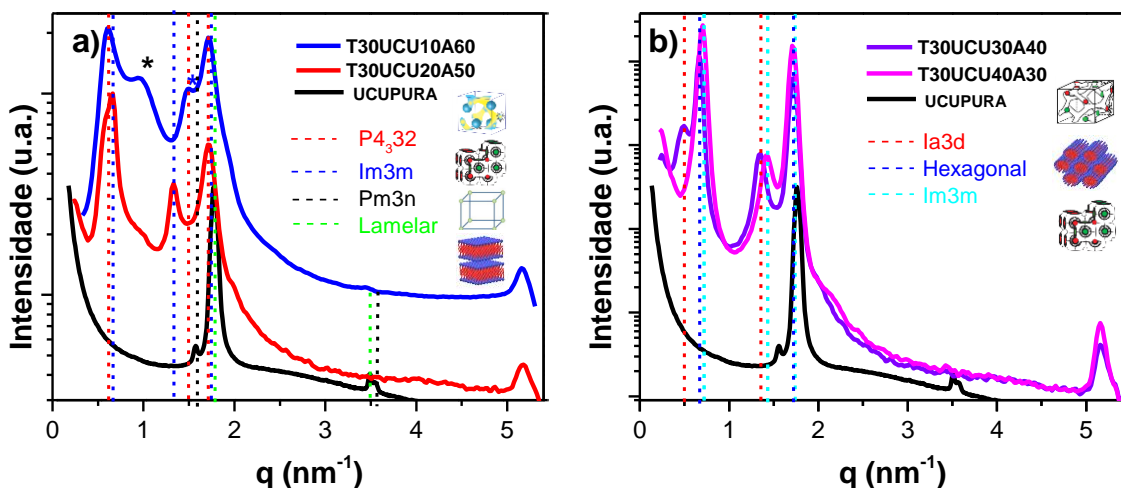 a)
*
*
T30UCU10A60
T30UCU20A50
UCUPURA
P4₃32
Im3m
Pm3n
Lamelar
Intensidade (u.a.)
0 1 2 3 4 5
q (nm⁻¹)
b)
T30UCU30A40
T30UCU40A30
UCUPURA
Ia3d
Hexagonal
Im3m
Intensidade (u.a.)
0 1 2 3 4 5
q (nm⁻¹)